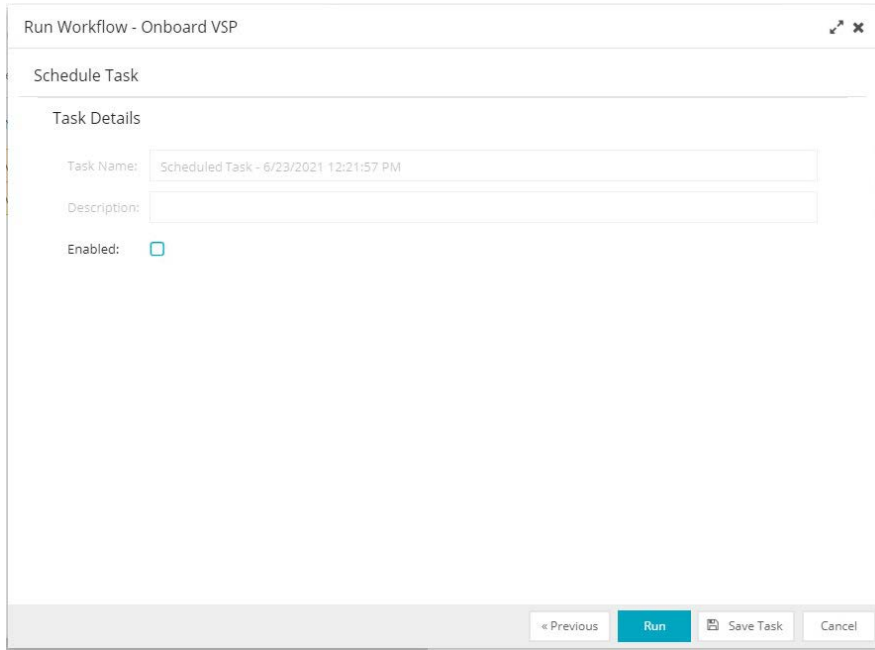 Run Workflow - Onboard VSP
Schedule Task
Task Details
Task Name: Scheduled Task - 6/23/2021 12:21:57 PM
Description:
Enabled:
« Previous Run Save Task Cancel